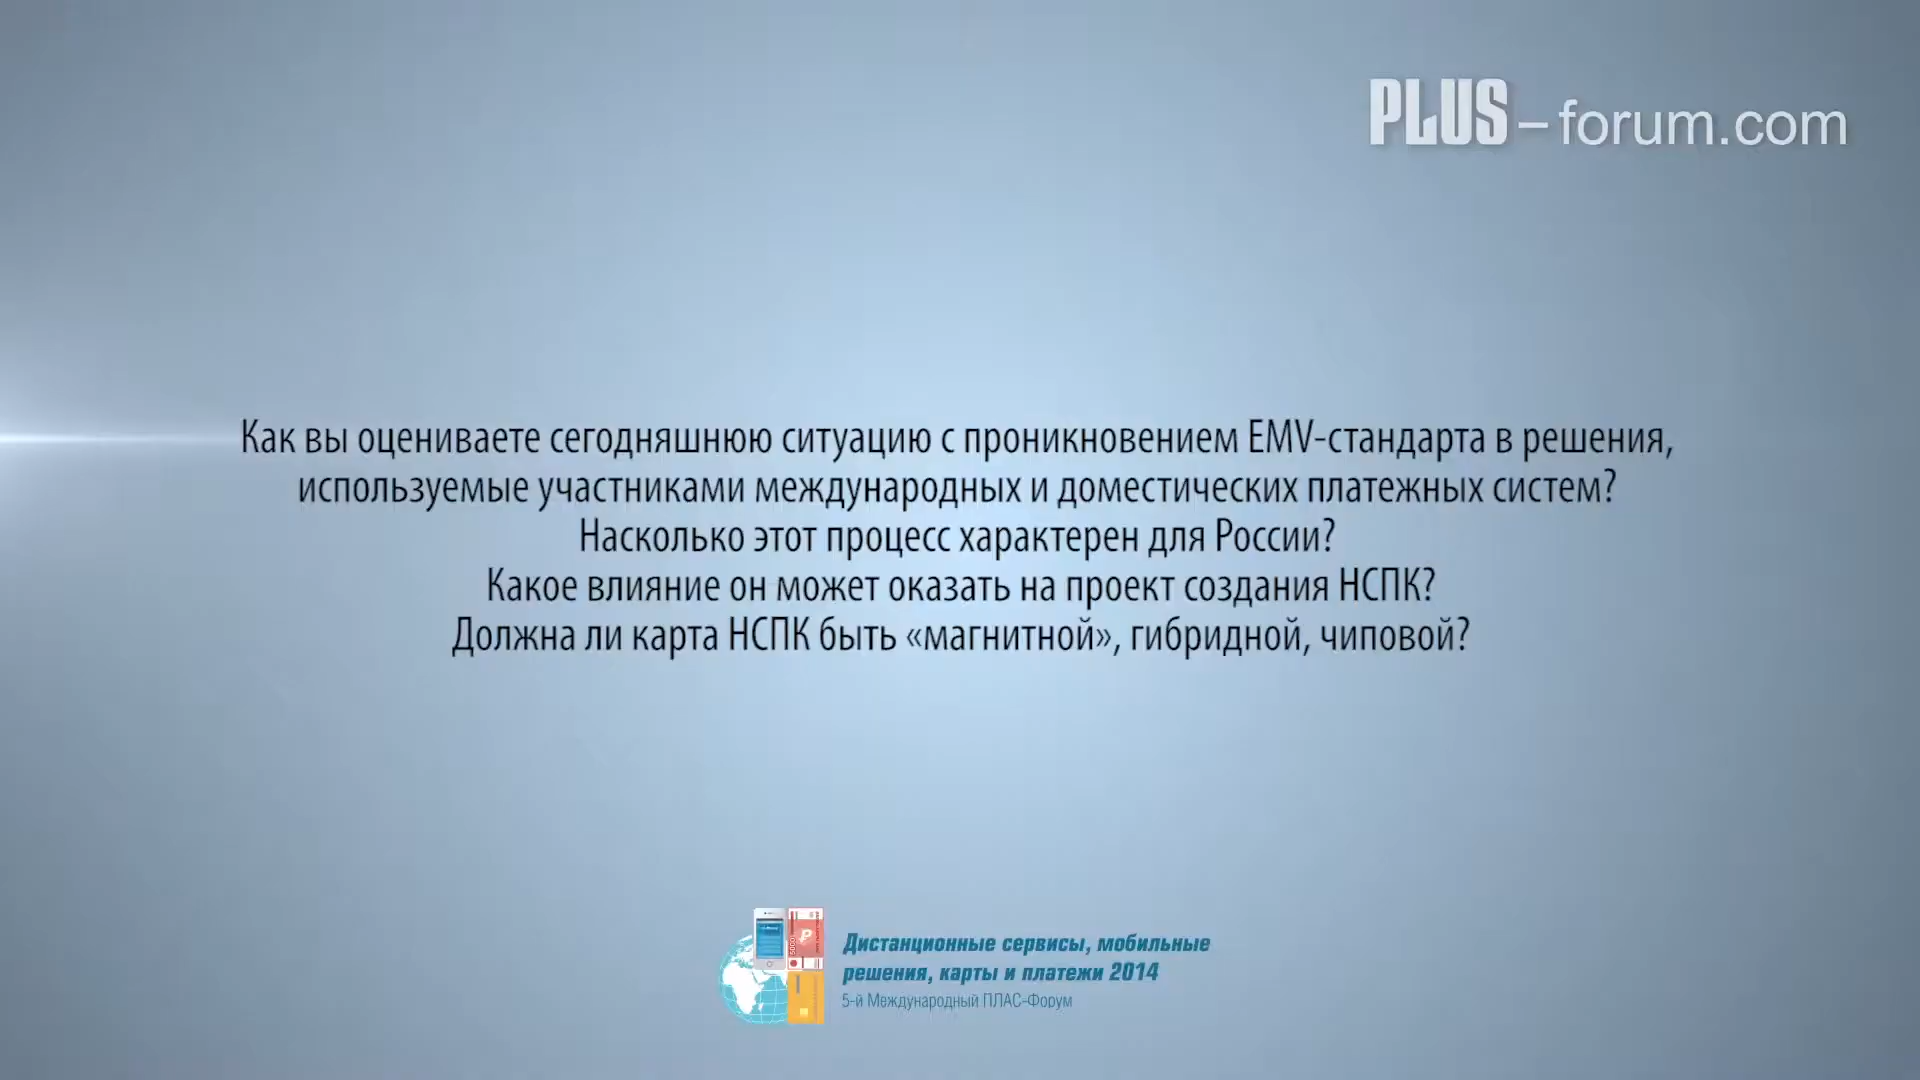 PLUS – forum.com
Как вы оцениваете сегодняшнюю ситуацию с проникновением EMV-стандарта в решения,
используемые участниками международных и доместических платежных систем?
Насколько этот процесс характерен для России?
Какое влияние он может оказать на проект создания НСПК?
Должна ли карта НСПК быть «магнитной», гибридной, чиповой?
Дистанционные сервисы, мобильные
решения, карты и платежи 2014
5-й Международный ПЛАС-Форум